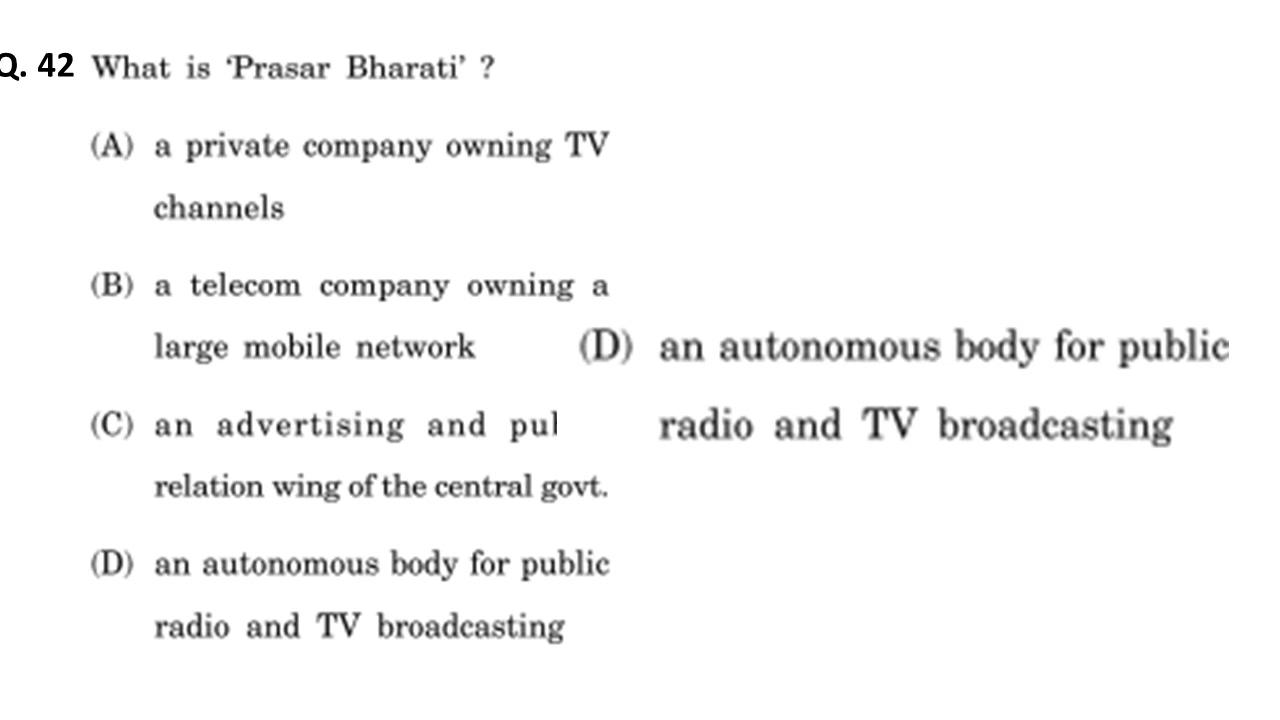 Q. 42 What is ‘Prasar Bharati’ ?
(A) a private company owning TV
channels
(B) a telecom company owning a
large mobile network
(C) an advertising and
relation wing of the central govt.
(D) an autonomous body for public
radio and TV broadcasting
(D) an autonomous body for public
radio and TV broadcasting